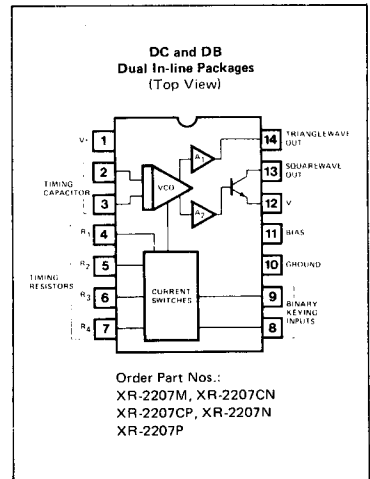 DC and DB
Dual In-line Packages
(Top View)
V+ 1
2
TIMING
CAPACITOR
3
R1 4
R2 5
TIMING
RESISTORS
R3 6
R4 7
VCO
A1
A2
CURRENT
SWITCHES
14 TRIANGLEWAVE
OUT
13 SQUAREWAVE
OUT
12 V
11 BIAS
10 GROUND
9 BINARY
KEYING
INPUTS
8
Order Part Nos.:
XR-2207M, XR-2207CN
XR-2207CP, XR-2207N
XR-2207P